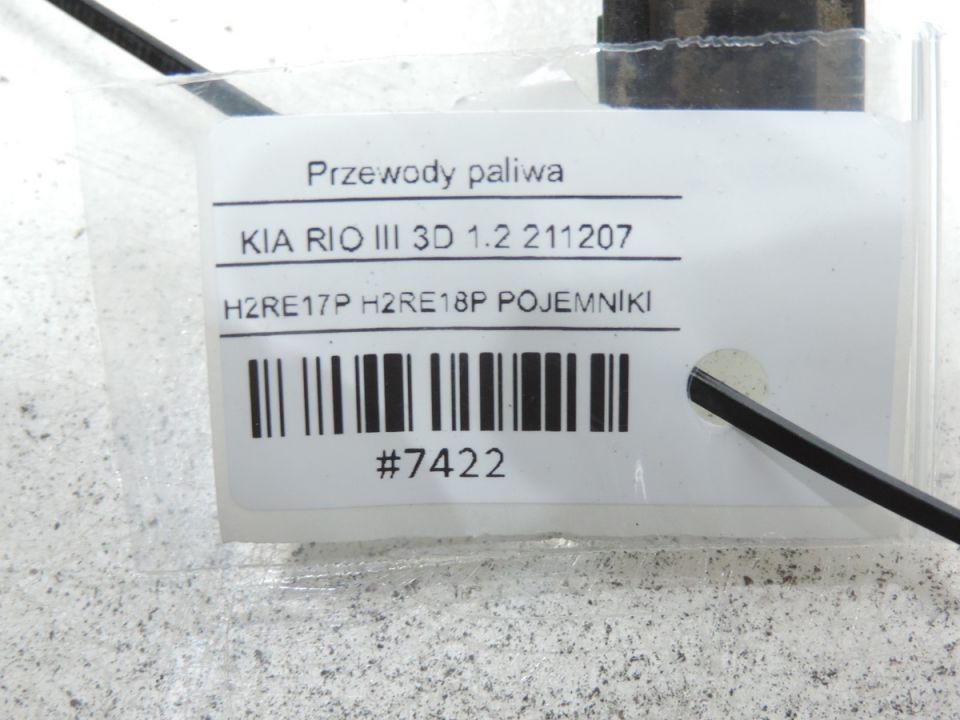 Przewody paliwa
KIA RIO III 3D 1.2 211207
H2RE17P H2RE18P POJEMNIKI
#7422